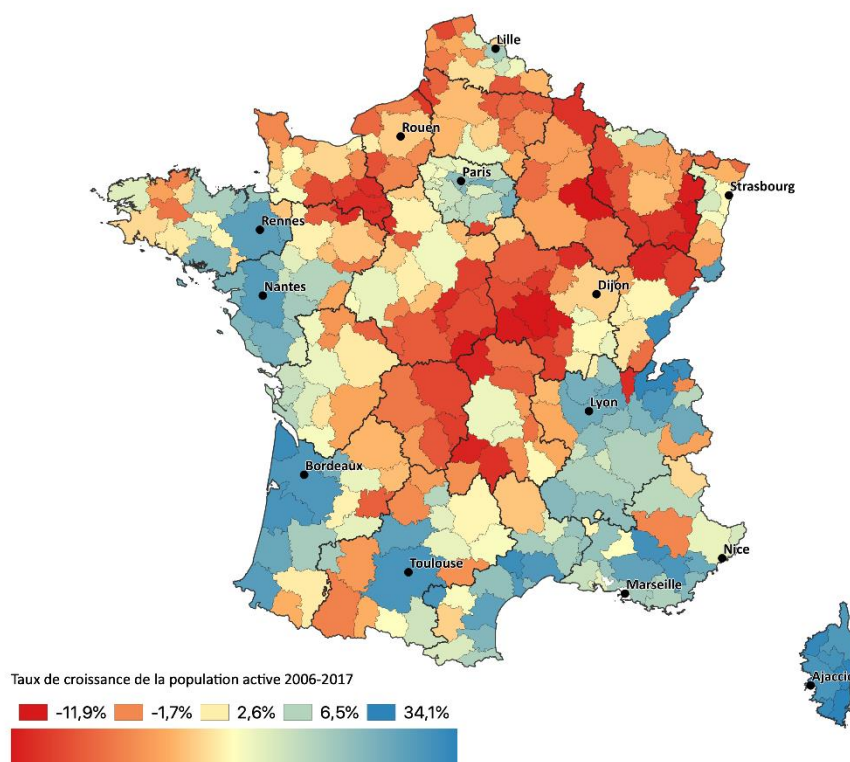 Lille
Rouen
Paris
Strasbourg
Rennes
Nantes
Dijon
Lyon
Bordeaux
Toulouse
Nice
Marseille
Taux de croissance de la population active 2006-2017
Ajaccio
-11,9% -1,7% 2,6% 6,5% 34,1%